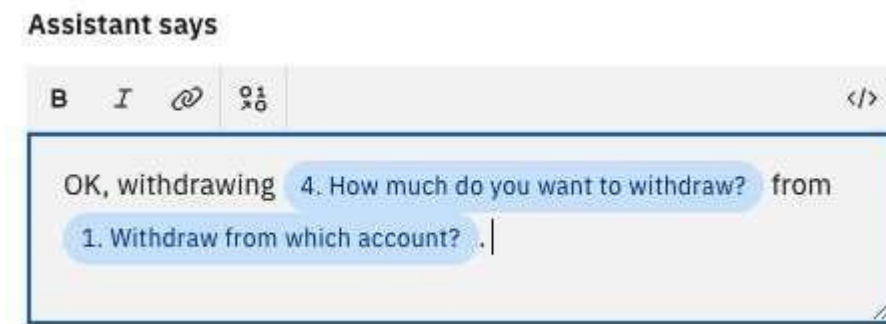 Assistant says
B I </>
OK, withdrawing 4. How much do you want to withdraw? from
1. Withdraw from which account? .